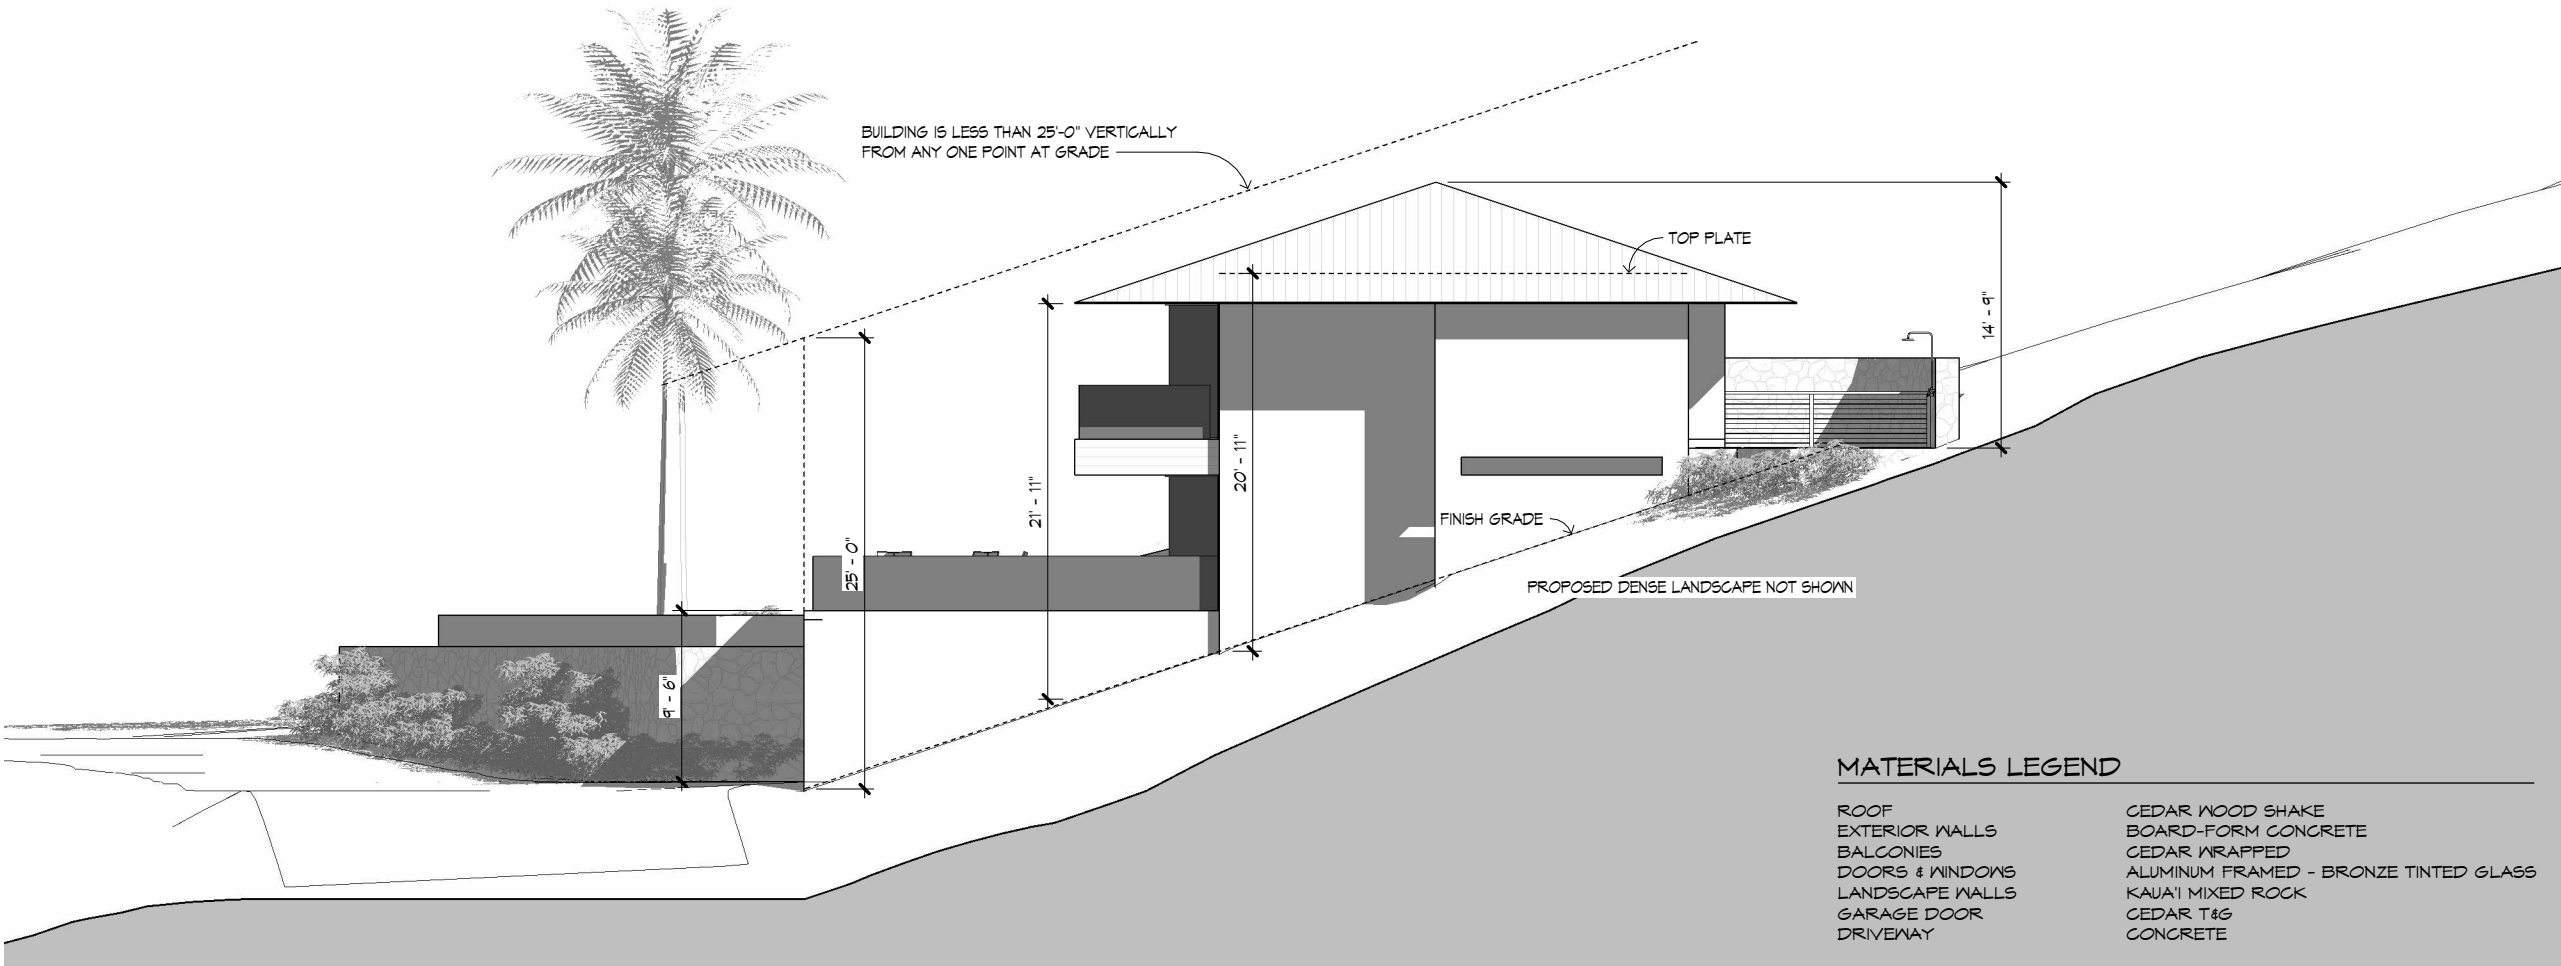 BUILDING IS LESS THAN 25'-0" VERTICALLY
FROM ANY ONE POINT AT GRADE
TOP PLATE
14' - 9"
20' - 11"
21' - 11"
25' - 0"
9' - 6"
FINISH GRADE
PROPOSED DENSE LANDSCAPE NOT SHOWN
MATERIALS LEGEND
ROOF CEDAR WOOD SHAKE
EXTERIOR WALLS BOARD-FORM CONCRETE
BALCONIES CEDAR WRAPPED
DOORS & WINDOWS ALUMINUM FRAMED - BRONZE TINTED GLASS
LANDSCAPE WALLS KAUA'I MIXED ROCK
GARAGE DOOR CEDAR T&G
DRIVEWAY CONCRETE